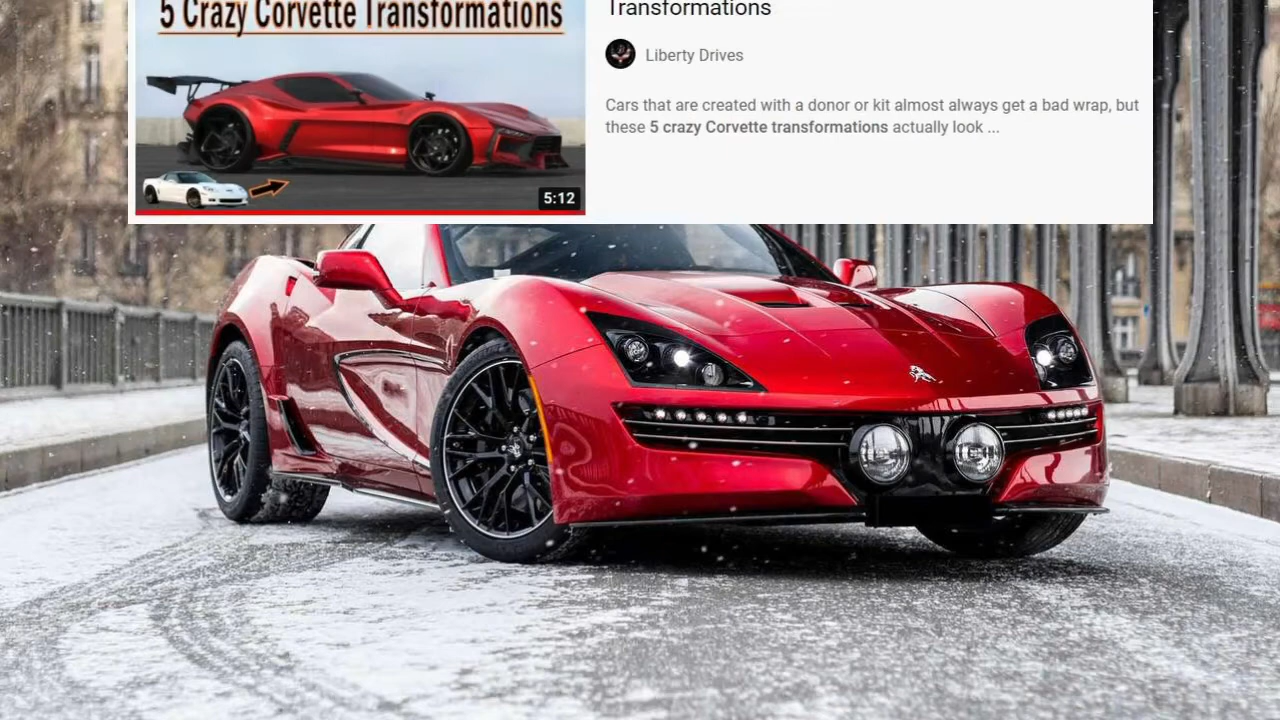 5 Crazy Corvette Transformations
Transformations
Liberty Drives
Cars that are created with a donor or kit almost always get a bad wrap, but
these 5 crazy Corvette transformations actually look ...
5:12